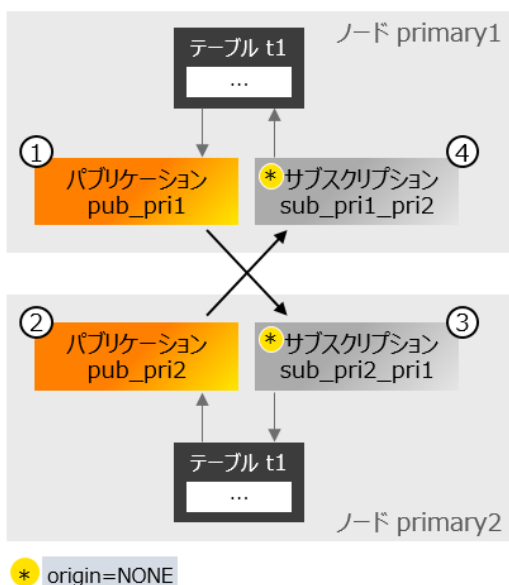 ノード primary1
テーブル t1
…
①
パブリケーション
pub_pri1
④
* サブスクリプション
sub_pri1_pri2
②
パブリケーション
pub_pri2
③
* サブスクリプション
sub_pri2_pri1
テーブル t1
…
ノード primary2
* origin=NONE